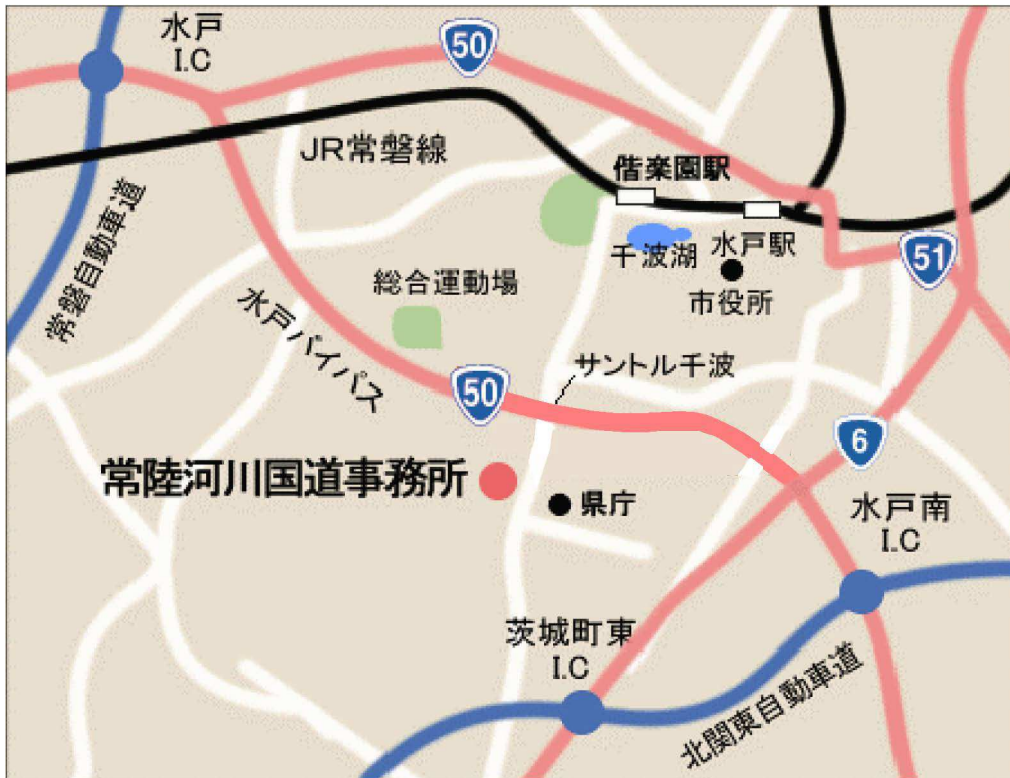 水戸
I.C
50
JR常磐線
偕楽園駅
常磐自動車道
千波湖
水戸駅
51
総合運動場
市役所
水戸バイパス
サントル千波
50
6
常陸河川国道事務所
県庁
水戸南
I.C
茨城町東
I.C
北関東自動車道